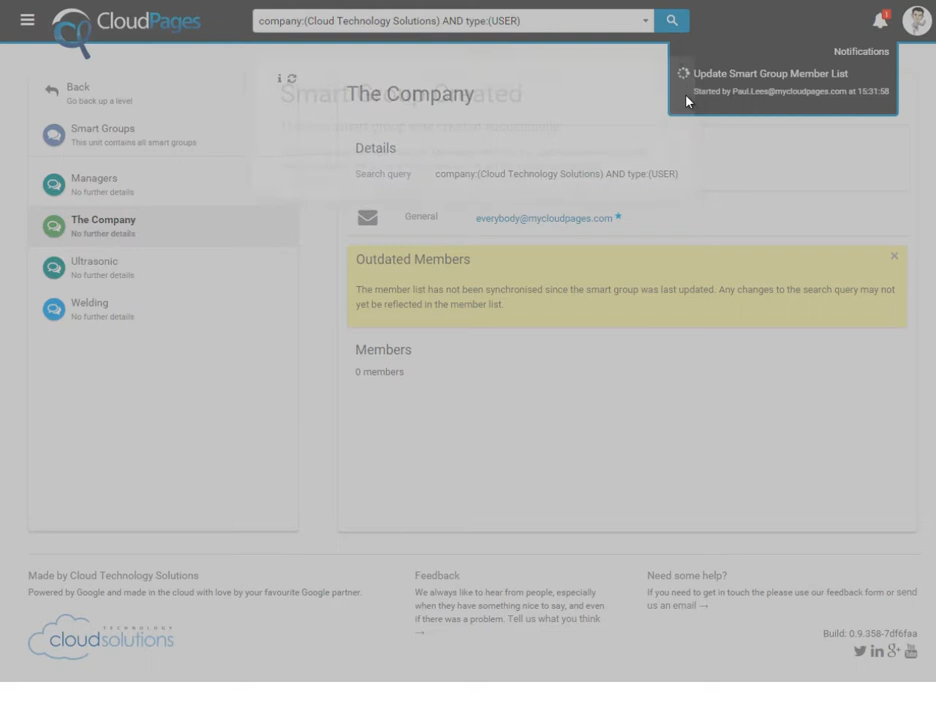 CloudPages
company:(Cloud Technology Solutions) AND type:(USER)
1
Notifications
Update Smart Group Member List
Started by Paul.Lees@mycloudpages.com at 15:31:58
Back
Go back up a level
Smart Groups
This unit contains all smart groups
Managers
No further details
The Company
No further details
Ultrasonic
No further details
Welding
No further details
Smart Group Created
The Company
Details
Search query company:(Cloud Technology Solutions) AND type:(USER)
General everybody@mycloudpages.com *
Outdated Members
The member list has not been synchronised since the smart group was last updated. Any changes to the search query may not
yet be reflected in the member list.
Members
0 members
Made by Cloud Technology Solutions
Powered by Google and made in the cloud with love by your favourite Google partner.
TECHNOLOGY
cloudsolutions
Feedback
We always like to hear from people, especially
when they have something nice to say, and even
if there was a problem. Tell us what you think
→
Need some help?
If you need to get in touch the please use our feedback form or send
us an email →
Build: 0.9.358-7df6faa